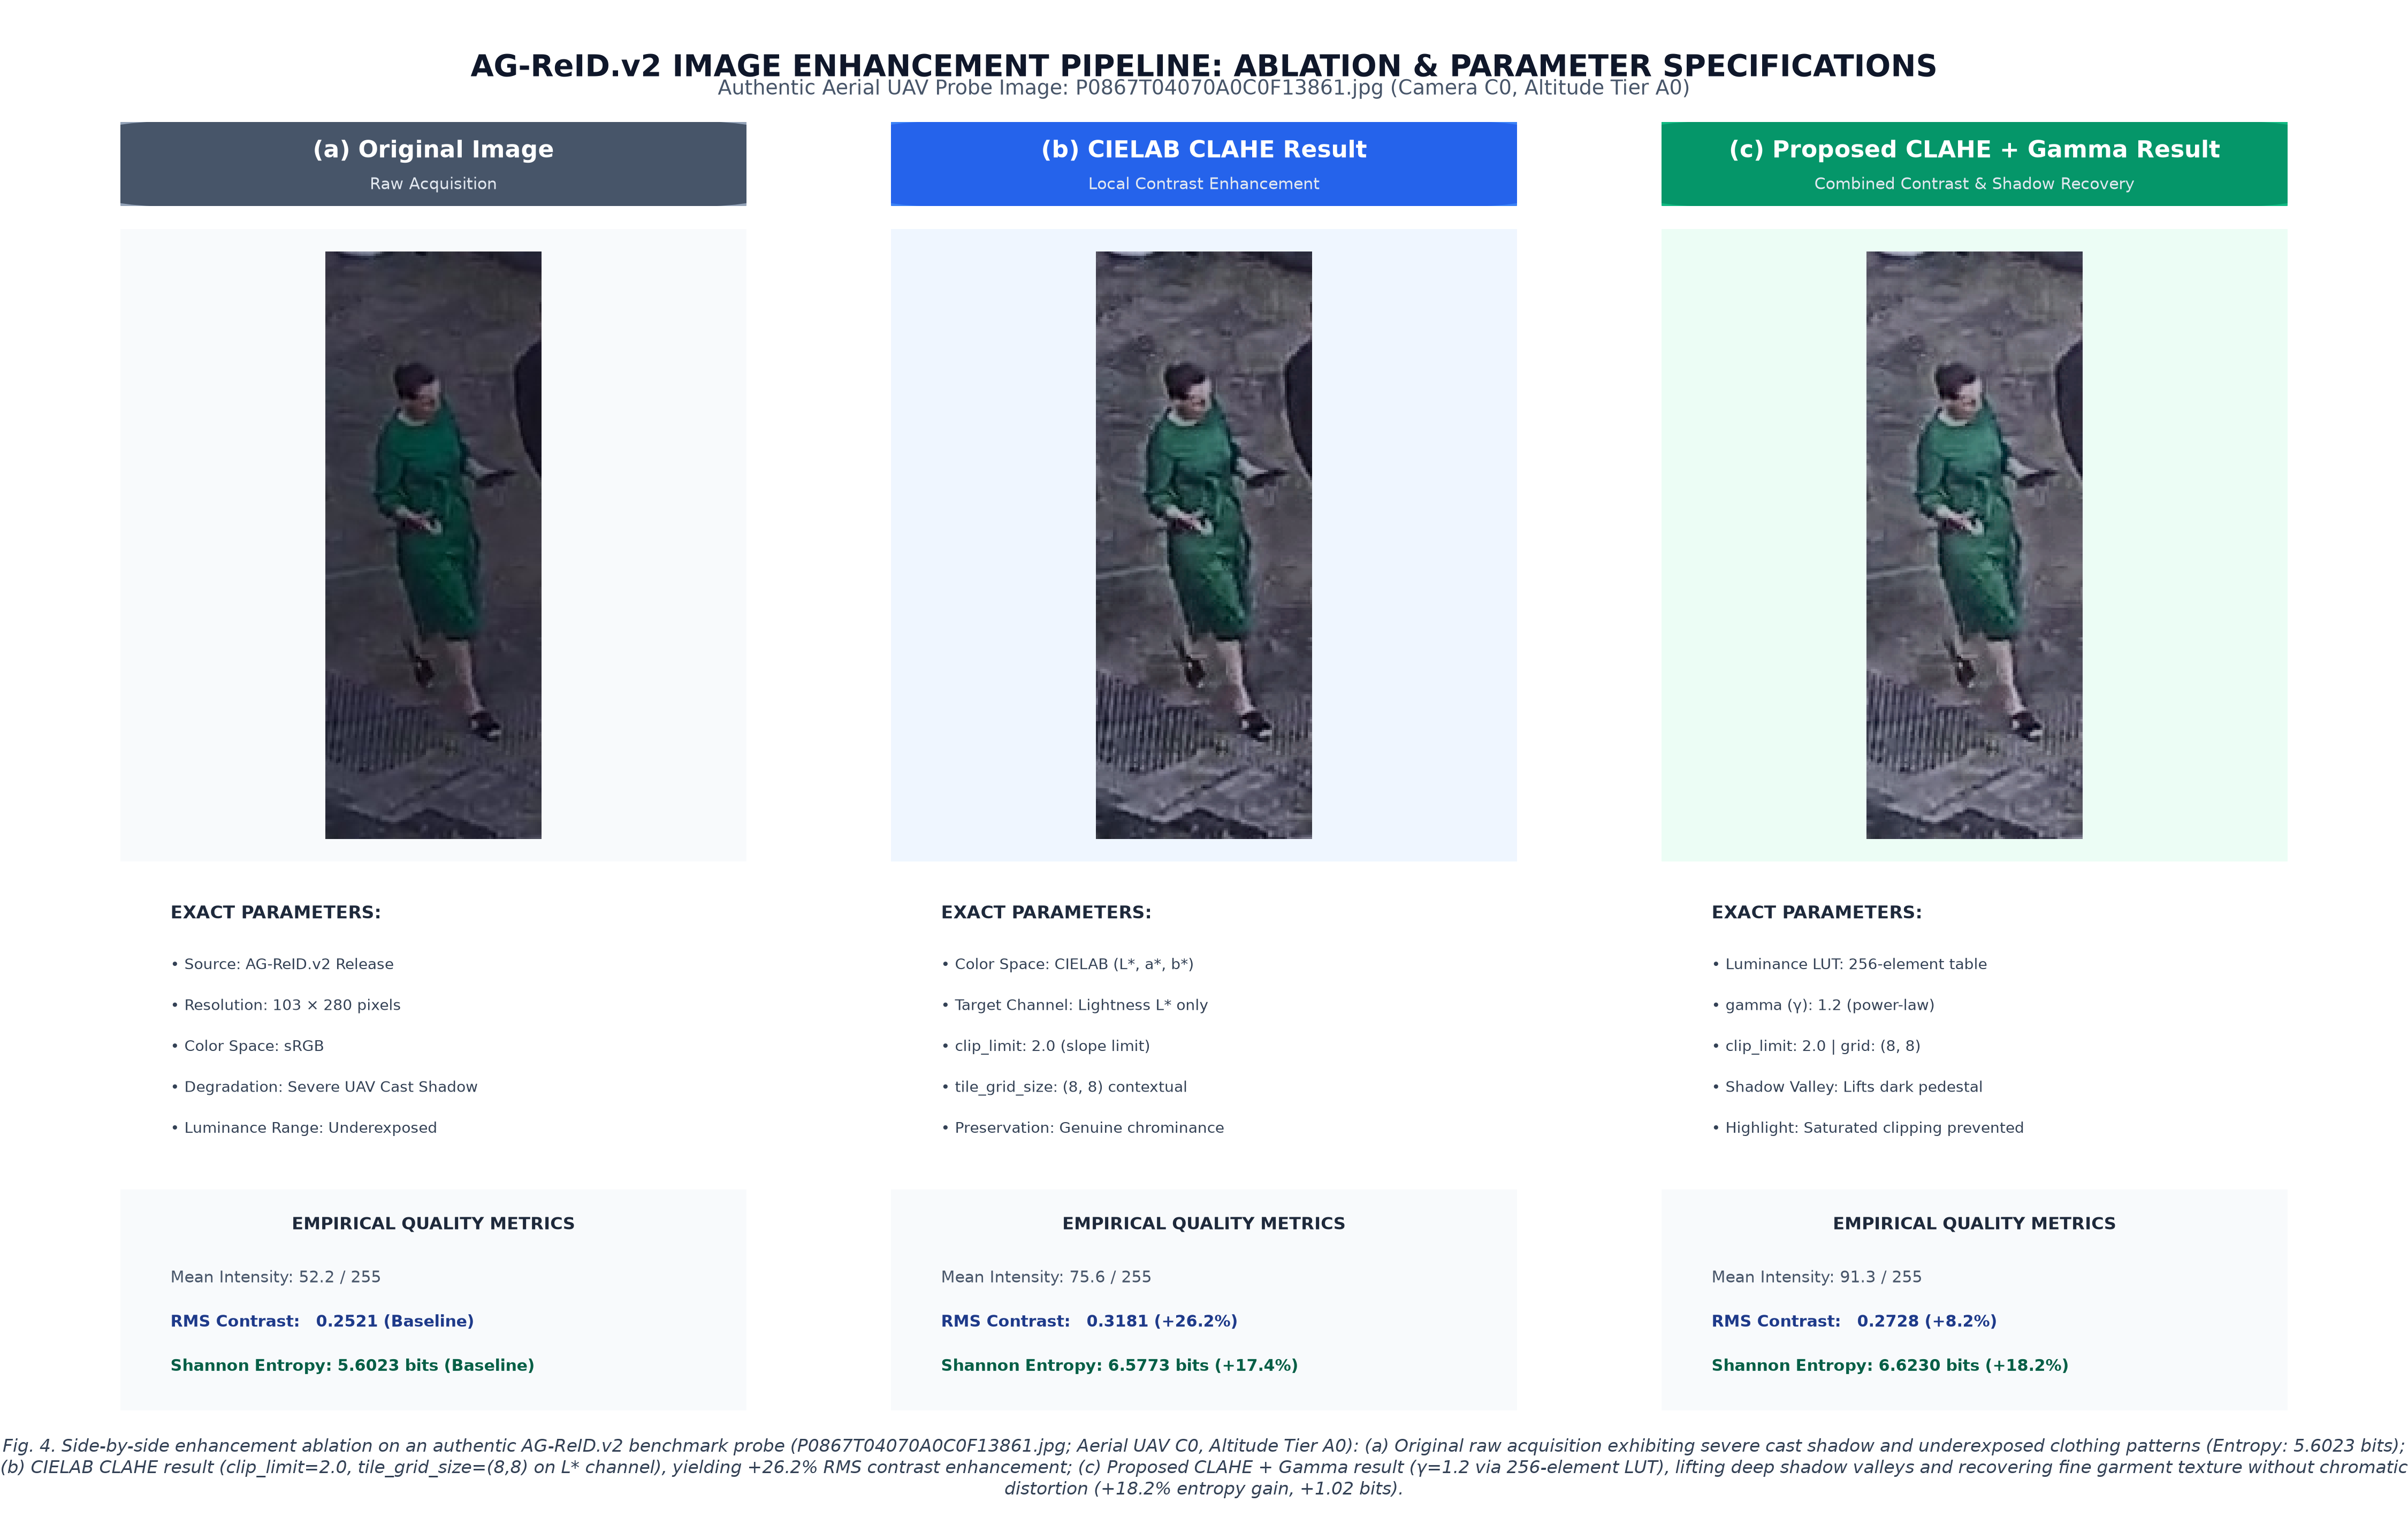 AG-ReID.v2 IMAGE ENHANCEMENT PIPELINE: ABLATION & PARAMETER SPECIFICATIONS
Authentic Aerial UAV Probe Image: P0867T04070A0C0F13861.jpg (Camera C0, Altitude Tier A0)
(a) Original Image
Raw Acquisition
(b) CIELAB CLAHE Result
Local Contrast Enhancement
(c) Proposed CLAHE + Gamma Result
Combined Contrast & Shadow Recovery
EXACT PARAMETERS:
• Source: AG-ReID.v2 Release
• Resolution: 103 × 280 pixels
• Color Space: sRGB
• Degradation: Severe UAV Cast Shadow
• Luminance Range: Underexposed
EXACT PARAMETERS:
• Color Space: CIELAB (L*, a*, b*)
• Target Channel: Lightness L* only
• clip_limit: 2.0 (slope limit)
• tile_grid_size: (8, 8) contextual
• Preservation: Genuine chrominance
EXACT PARAMETERS:
• Luminance LUT: 256-element table
• gamma (γ): 1.2 (power-law)
• clip_limit: 2.0 | grid: (8, 8)
• Shadow Valley: Lifts dark pedestal
• Highlight: Saturated clipping prevented
EMPIRICAL QUALITY METRICS
Mean Intensity: 52.2 / 255
RMS Contrast: 0.2521 (Baseline)
Shannon Entropy: 5.6023 bits (Baseline)
EMPIRICAL QUALITY METRICS
Mean Intensity: 75.6 / 255
RMS Contrast: 0.3181 (+26.2%)
Shannon Entropy: 6.5773 bits (+17.4%)
EMPIRICAL QUALITY METRICS
Mean Intensity: 91.3 / 255
RMS Contrast: 0.2728 (+8.2%)
Shannon Entropy: 6.6230 bits (+18.2%)
Fig. 4. Side-by-side enhancement ablation on an authentic AG-ReID.v2 benchmark probe (P0867T04070A0C0F13861.jpg; Aerial UAV C0, Altitude Tier A0): (a) Original raw acquisition exhibiting severe cast shadow and underexposed clothing patterns (Entropy: 5.6023 bits);
(b) CIELAB CLAHE result (clip_limit=2.0, tile_grid_size=(8,8) on L* channel), yielding +26.2% RMS contrast enhancement; (c) Proposed CLAHE + Gamma result (γ=1.2 via 256-element LUT), lifting deep shadow valleys and recovering fine garment texture without chromatic
distortion (+18.2% entropy gain, +1.02 bits).